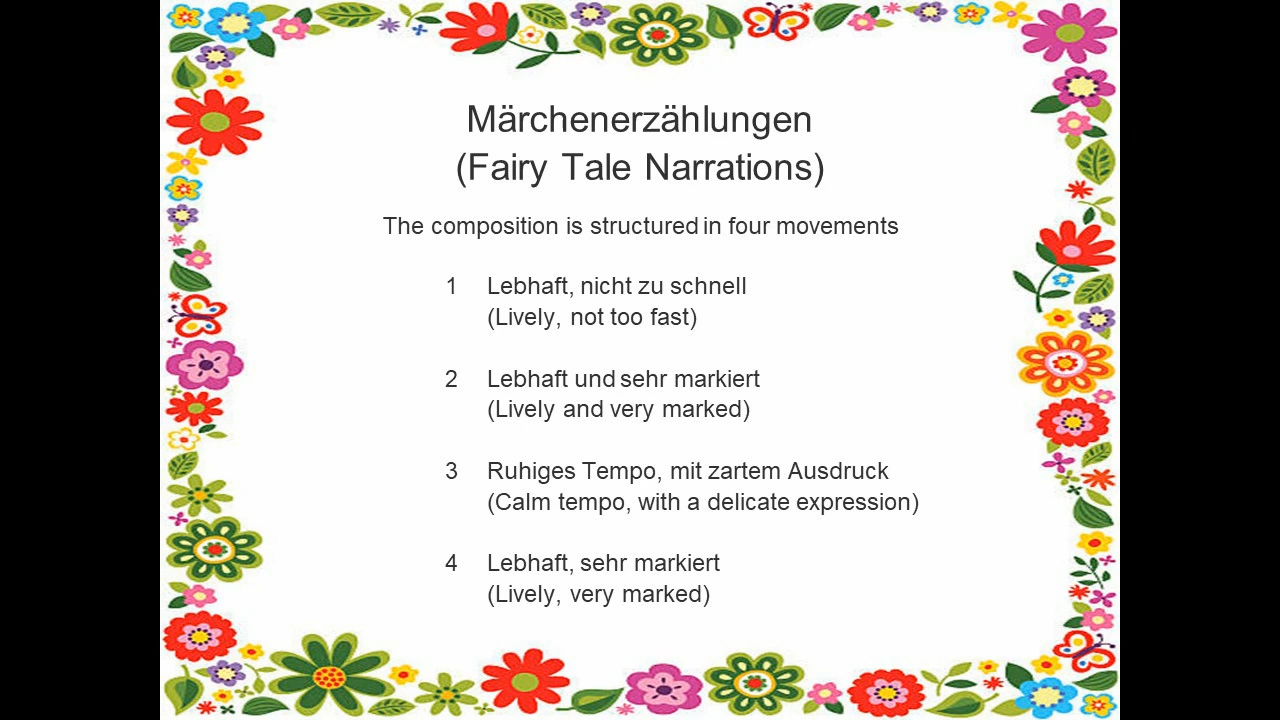 Märchenerzählungen
(Fairy Tale Narrations)
The composition is structured in four movements
1 Lebhaft, nicht zu schnell
(Lively, not too fast)
2 Lebhaft und sehr markiert
(Lively and very marked)
3 Ruhiges Tempo, mit zartem Ausdruck
(Calm tempo, with a delicate expression)
4 Lebhaft, sehr markiert
(Lively, very marked)